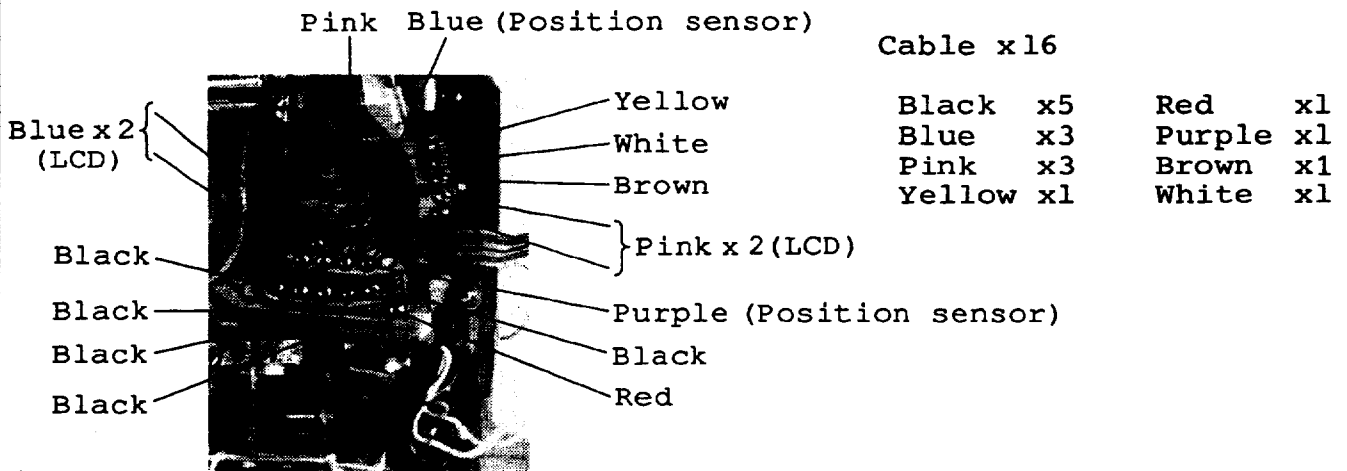 Pink Blue (Position sensor)
Cable x16
Yellow
Black x5 Red x1
Blue x 2
(LCD)
White
Blue x3 Purple x1
Brown
Pink x3 Brown x1
Yellow x1 White x1
Pink x 2 (LCD)
Black
Purple (Position sensor)
Black
Black
Black
Black
Red